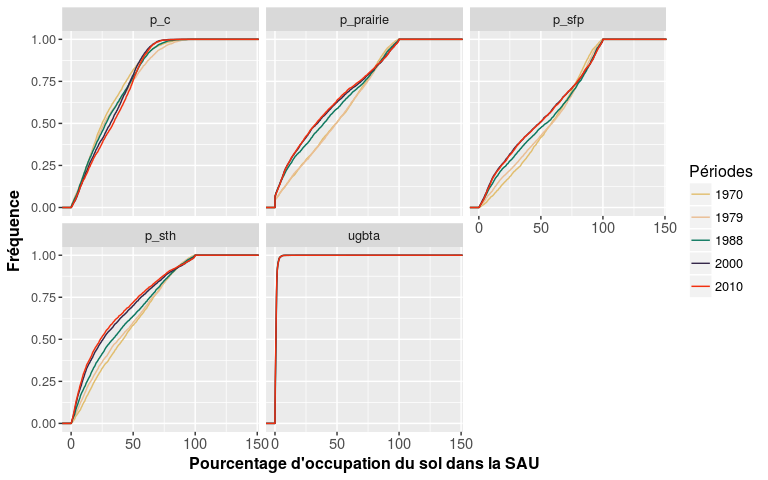 p_c p_prairie p_sfp
1.00
0.75
0.50
0.25
0.00
0 50 100 150
p_sth ugbta
1.00
0.75
0.50
0.25
0.00
0 50 100 150 0 50 100 150
Fréquence
Pourcentage d'occupation du sol dans la SAU
Périodes
1970
1979
1988
2000
2010